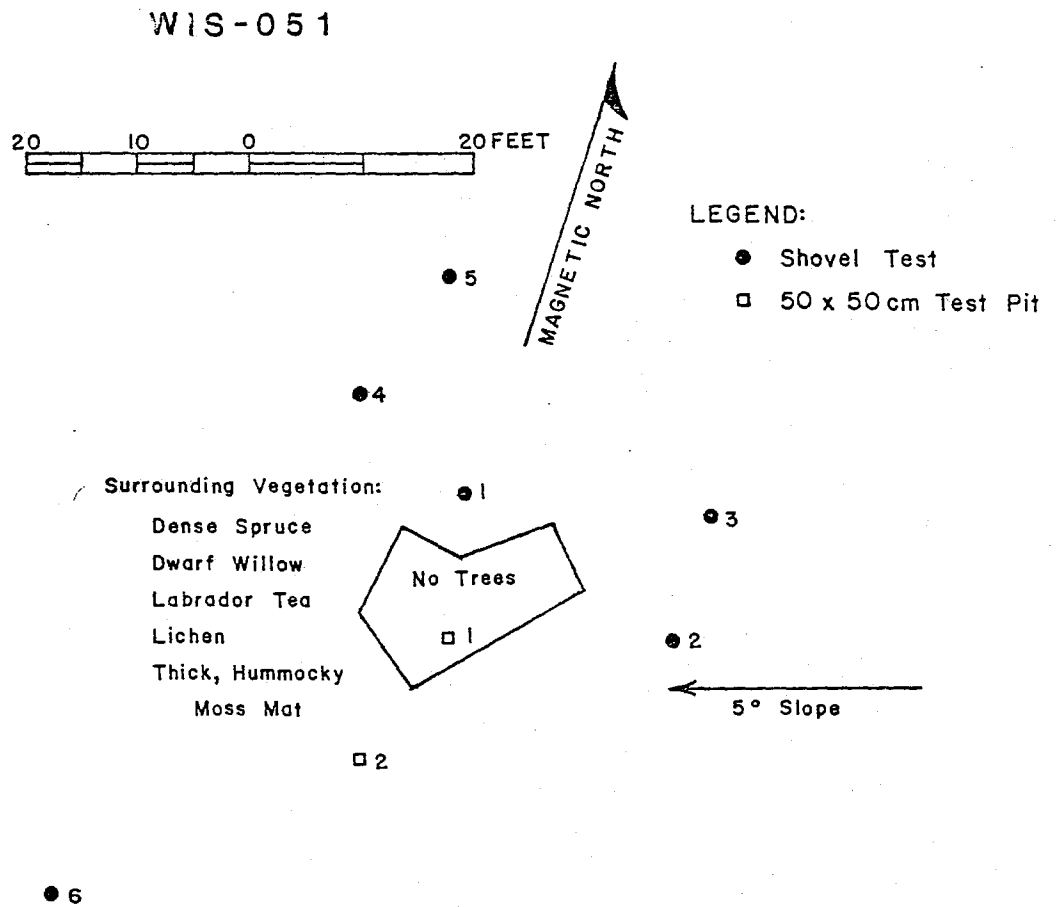 WIS-051
20 10 0 20 FEET
MAGNETIC NORTH
LEGEND:
Shovel Test
50 x 50 cm Test Pit
5
4
Surrounding Vegetation:
Dense Spruce
Dwarf Willow
Labrador Tea
Lichen
Thick, Hummocky
Moss Mat
1
3
No Trees
1
2
5° Slope
2
6